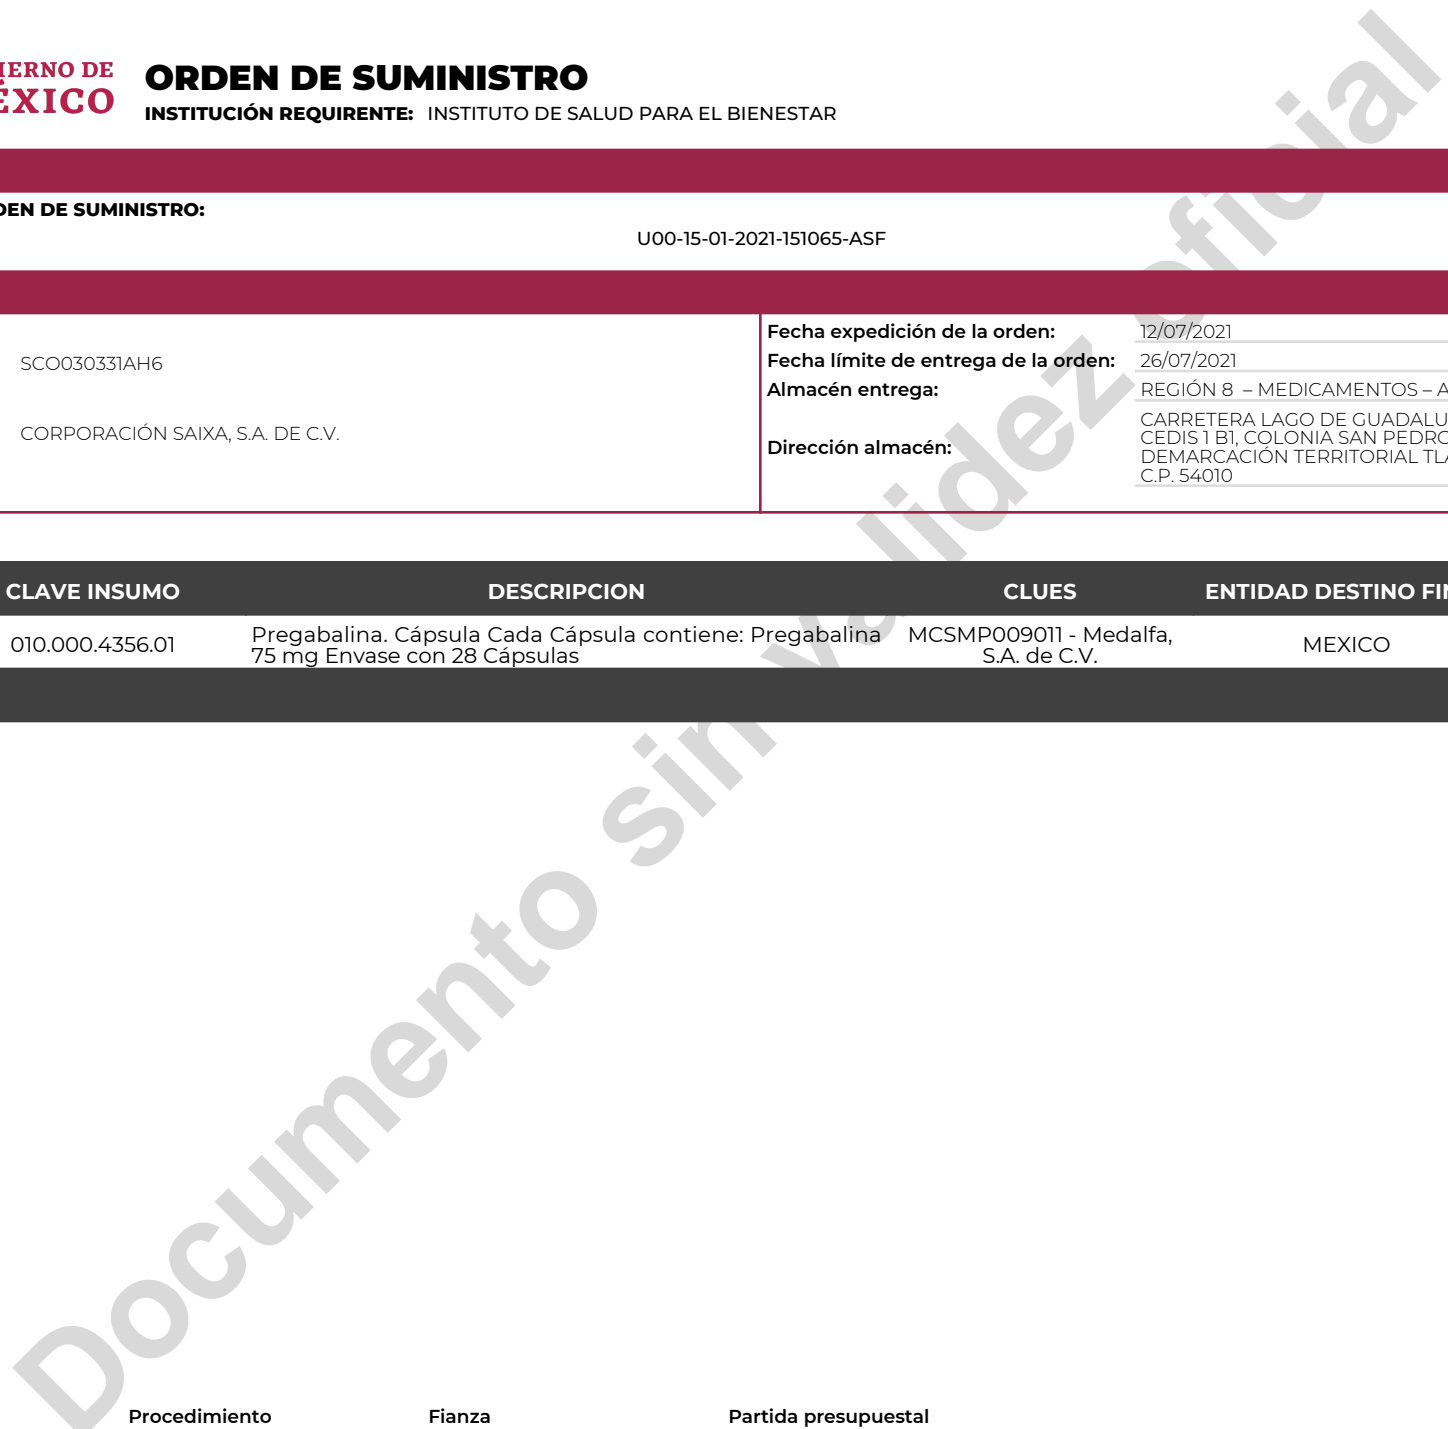 IERNO DE
ÉXICO
ORDEN DE SUMINISTRO
INSTITUCIÓN REQUIRENTE: INSTITUTO DE SALUD PARA EL BIENESTAR
DEN DE SUMINISTRO:
U00-15-01-2021-151065-ASF
SCO030331AH6
CORPORACIÓN SAIXA, S.A. DE C.V.
Fecha expedición de la orden: 12/07/2021
Fecha límite de entrega de la orden: 26/07/2021
Almacén entrega: REGIÓN 8 – MEDICAMENTOS – A
Dirección almacén:
CARRETERA LAGO DE GUADALU
CEDIS 1 B1, COLONIA SAN PEDRO
DEMARCACIÓN TERRITORIAL TLA
C.P. 54010
CLAVE INSUMO DESCRIPCION CLUES ENTIDAD DESTINO FIN
010.000.4356.01
Pregabalina. Cápsula Cada Cápsula contiene: Pregabalina
75 mg Envase con 28 Cápsulas
MCSMP009011 - Medalfa,
S.A. de C.V.
MEXICO
Documento sin validez oficial
Procedimiento Fianza Partida presupuestal